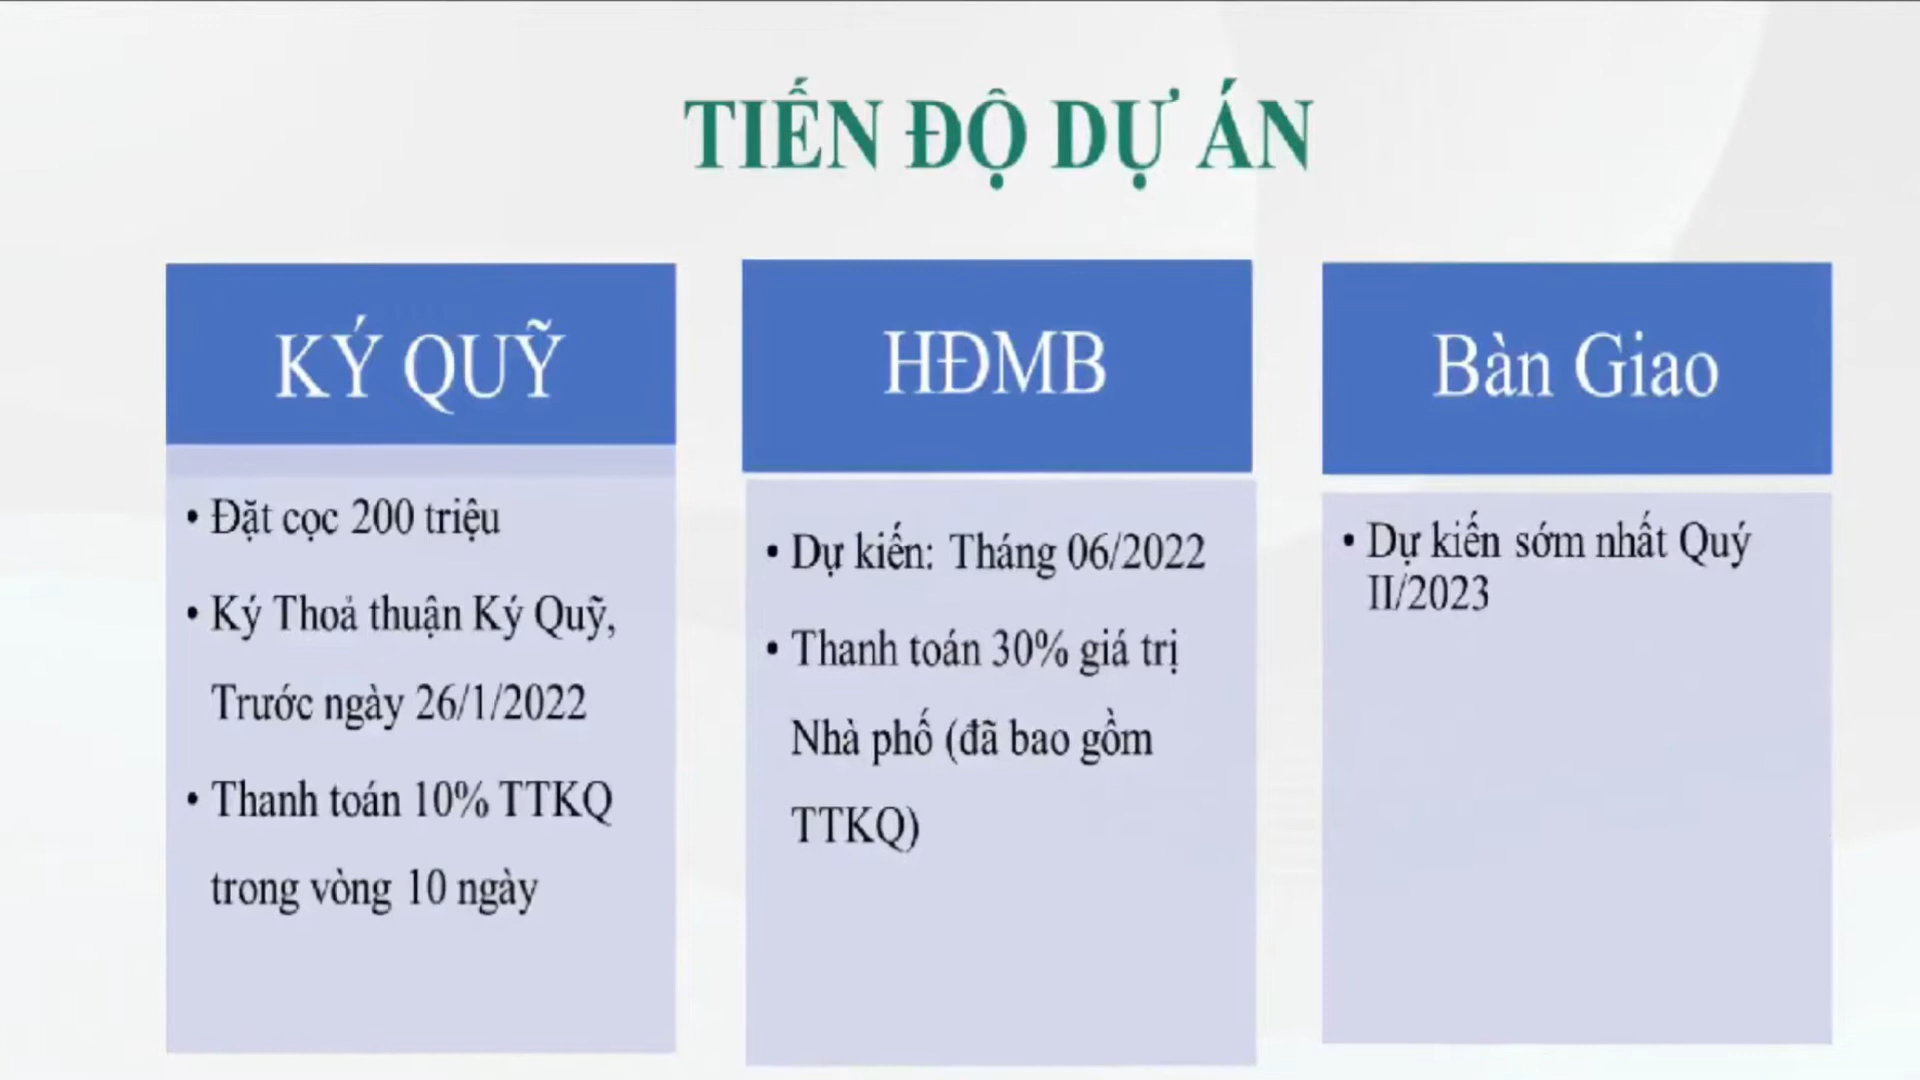 TIẾN ĐỘ DỰ ÁN
KÝ QUỸ
• Đặt cọc 200 triệu
• Ký Thoả thuận Ký Quỹ,
Trước ngày 26/1/2022
• Thanh toán 10% TTKQ
trong vòng 10 ngày
HĐMB
• Dự kiến: Tháng 06/2022
• Thanh toán 30% giá trị
Nhà phố (đã bao gồm
TTKQ)
Bàn Giao
• Dự kiến sớm nhất Quý
II/2023